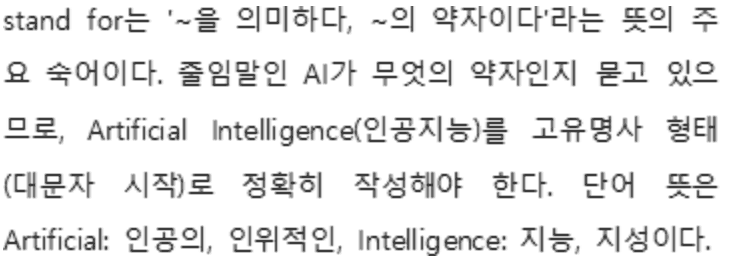 stand for는 '~을 의미하다, ~의 약자이다'라는 뜻의 주
요 숙어이다. 줄임말인 AI가 무엇의 약자인지 묻고 있으
므로, Artificial Intelligence(인공지능)를 고유명사 형태
(대문자 시작)로 정확히 작성해야 한다. 단어 뜻은
Artificial: 인공의, 인위적인, Intelligence: 지능, 지성이다.